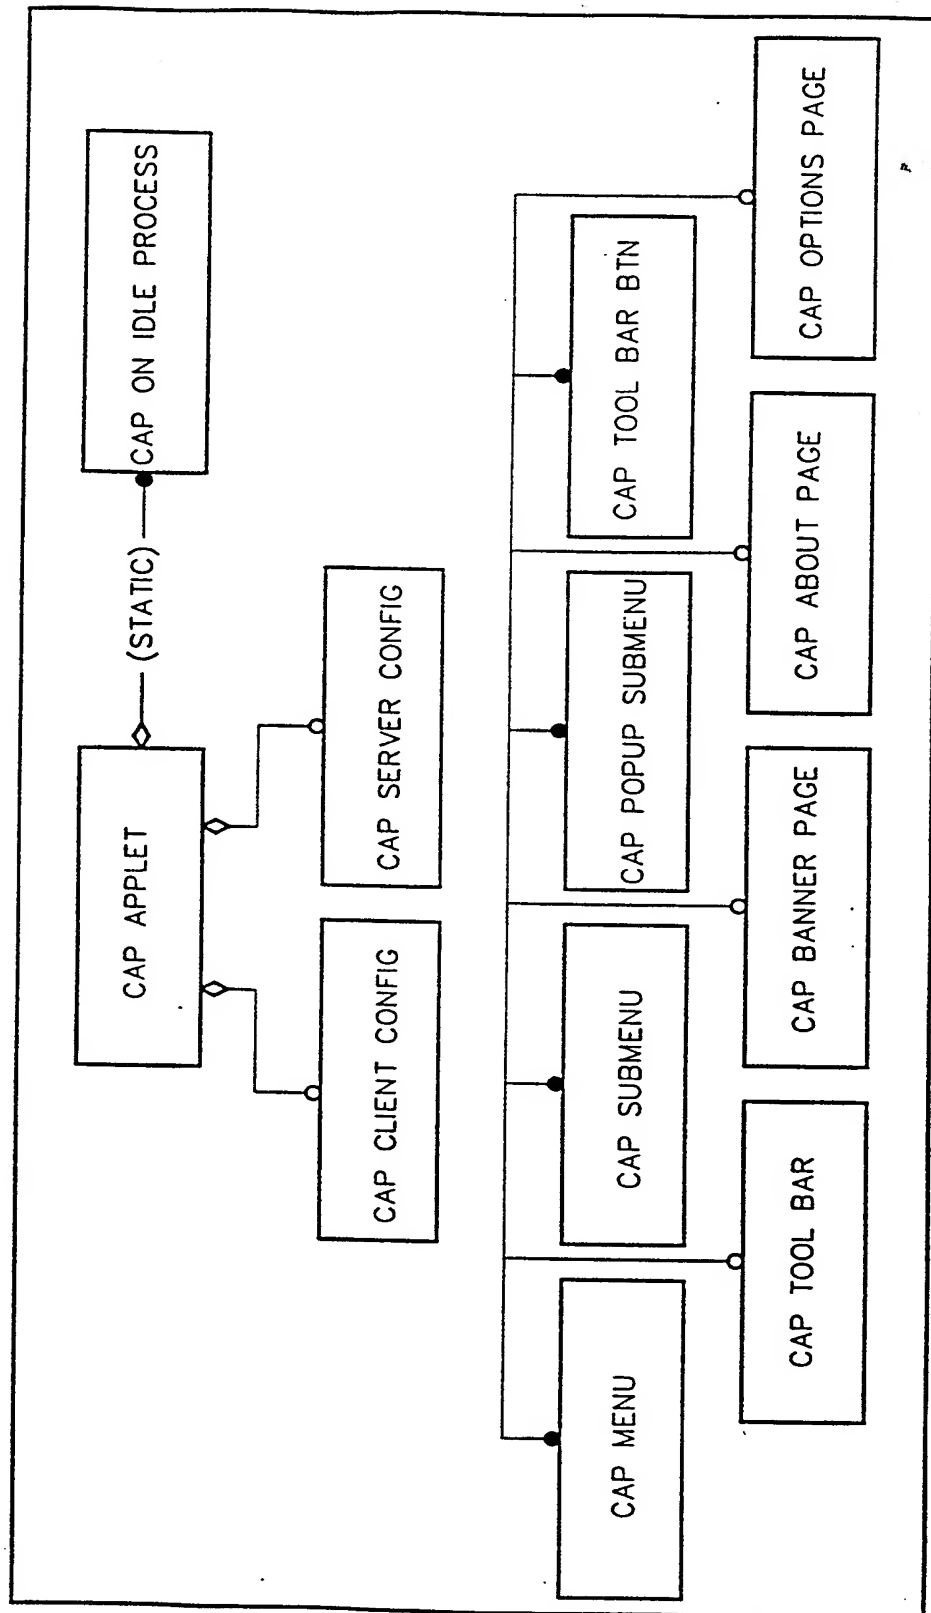 CAP APPLET
(STATIC)
CAP ON IDLE PROCESS
CAP CLIENT CONFIG
CAP SERVER CONFIG
CAP MENU
CAP SUBMENU
CAP POPUP SUBMENU
CAP TOOL BAR BTN
CAP TOOL BAR
CAP BANNER PAGE
CAP ABOUT PAGE
CAP OPTIONS PAGE